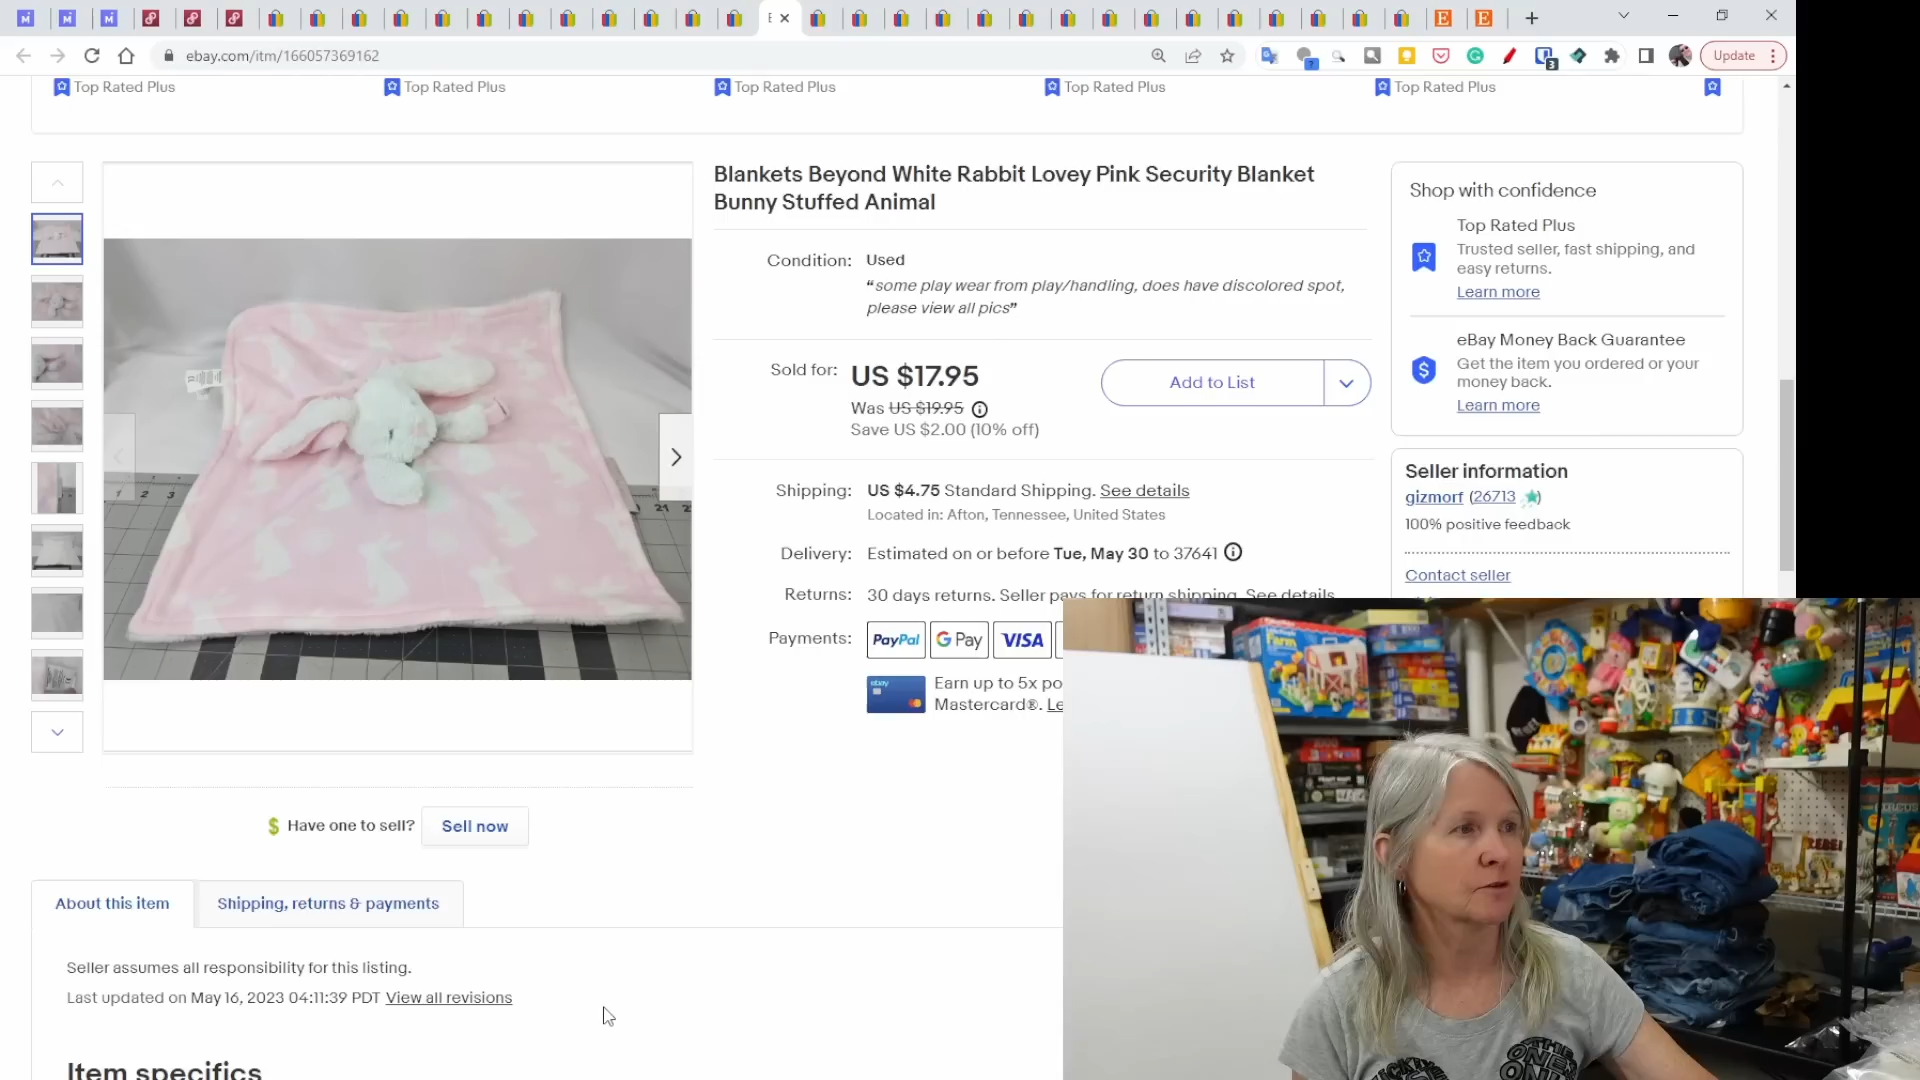 ebay.com/itm/166057369162
3
Update
Top Rated Plus
Top Rated Plus
Top Rated Plus
Top Rated Plus
Top Rated Plus
Blankets Beyond White Rabbit Lovey Pink Security Blanket
Bunny Stuffed Animal
Condition: Used
“some play wear from play/handling, does have discolored spot,
please view all pics”
Sold for: US $17.95
Was US $19.95
Save US $2.00 (10% off)
Add to List
Shipping: US $4.75 Standard Shipping. See details
Located in: Afton, Tennessee, United States
Delivery: Estimated on or before Tue, May 30 to 37641
Returns: 30 days returns. Seller pays for return shipping. See details
Payments: PayPal G Pay VISA
ebay
Earn up to 5x po
Mastercard®. Le
Shop with confidence
Top Rated Plus
Trusted seller, fast shipping, and
easy returns.
Learn more
eBay Money Back Guarantee
Get the item you ordered or your
money back.
Learn more
Seller information
gizmorf (26713)
100% positive feedback
Contact seller
Have one to sell? Sell now
About this item
Shipping, returns & payments
Seller assumes all responsibility for this listing.
Last updated on May 16, 2023 04:11:39 PDT View all revisions
Item specifics
Farm